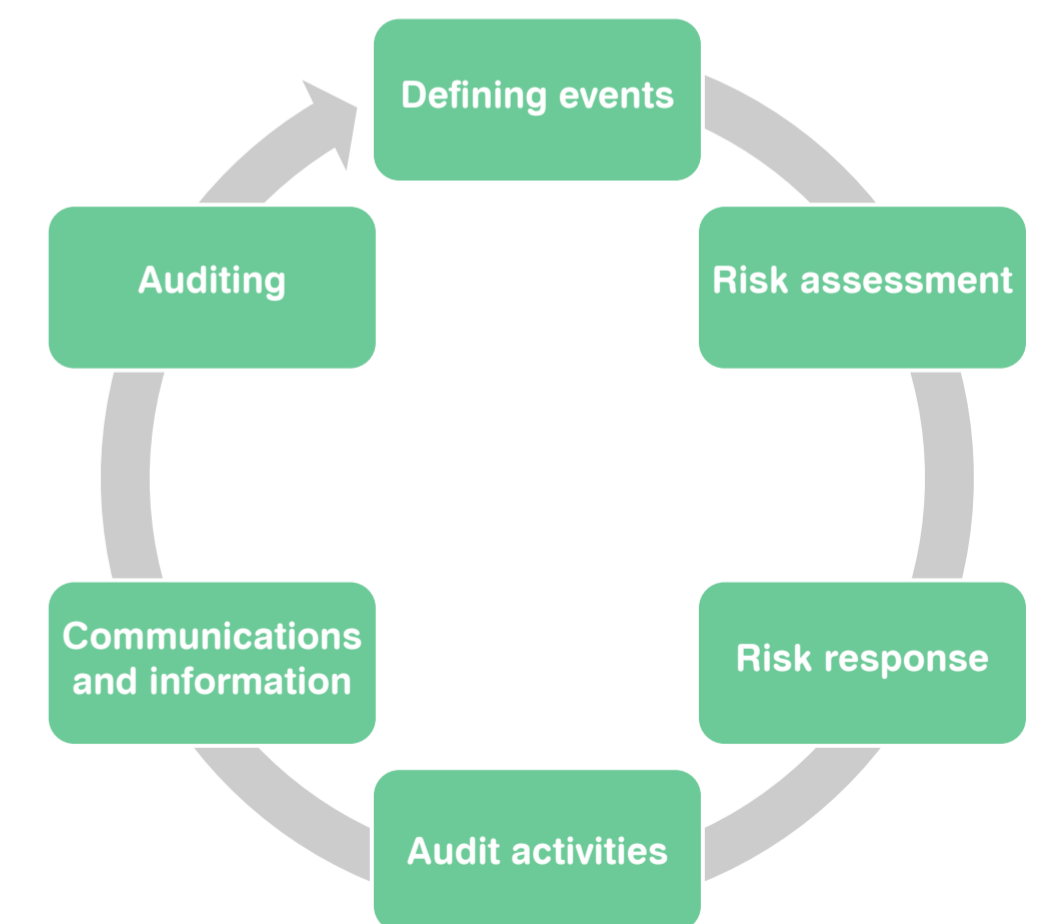 Defining events
Risk assessment
Risk response
Audit activities
Communications
and information
Auditing